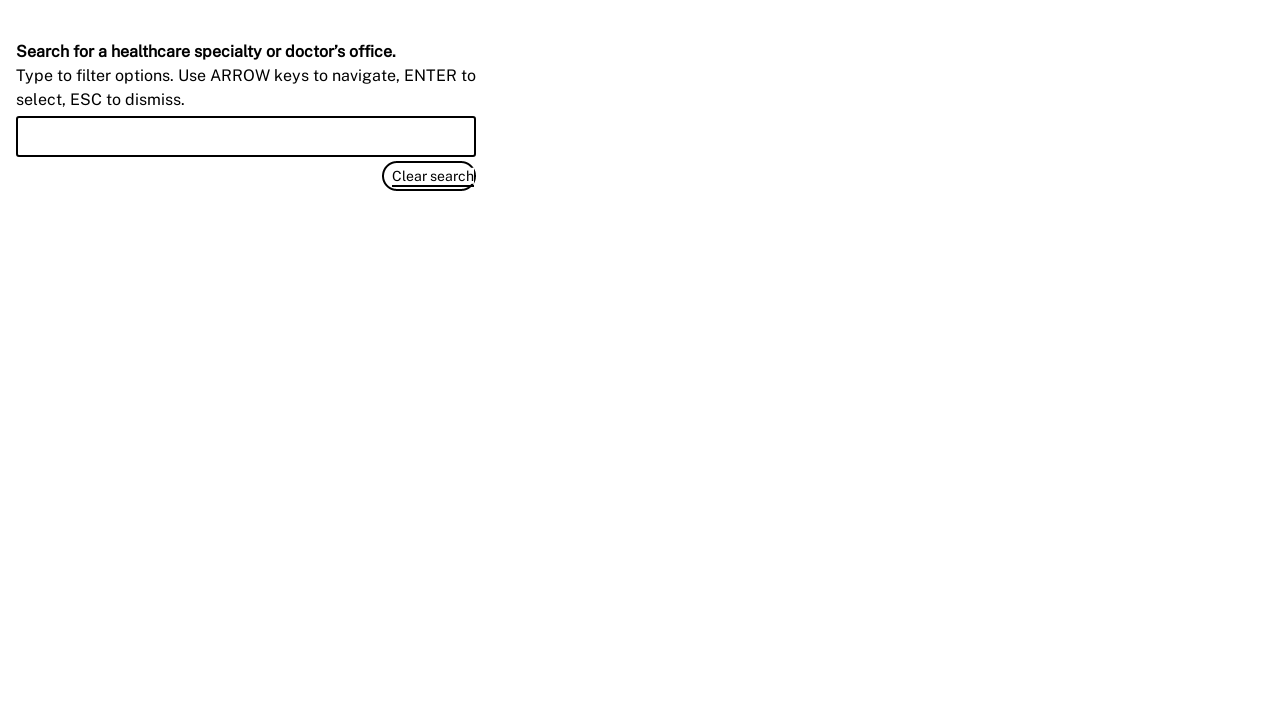 Search for a healthcare specialty or doctor’s office.
Type to filter options. Use ARROW keys to navigate, ENTER to
select, ESC to dismiss.
Clear search